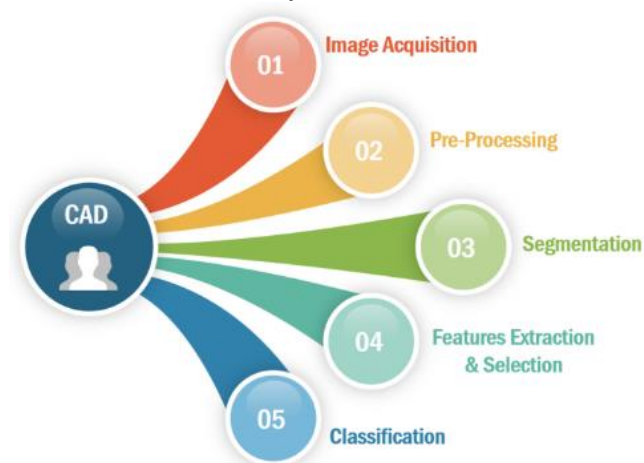 01
Image Acquisition
02
Pre-Processing
CAD
03
Segmentation
04
Features Extraction
& Selection
05
Classification